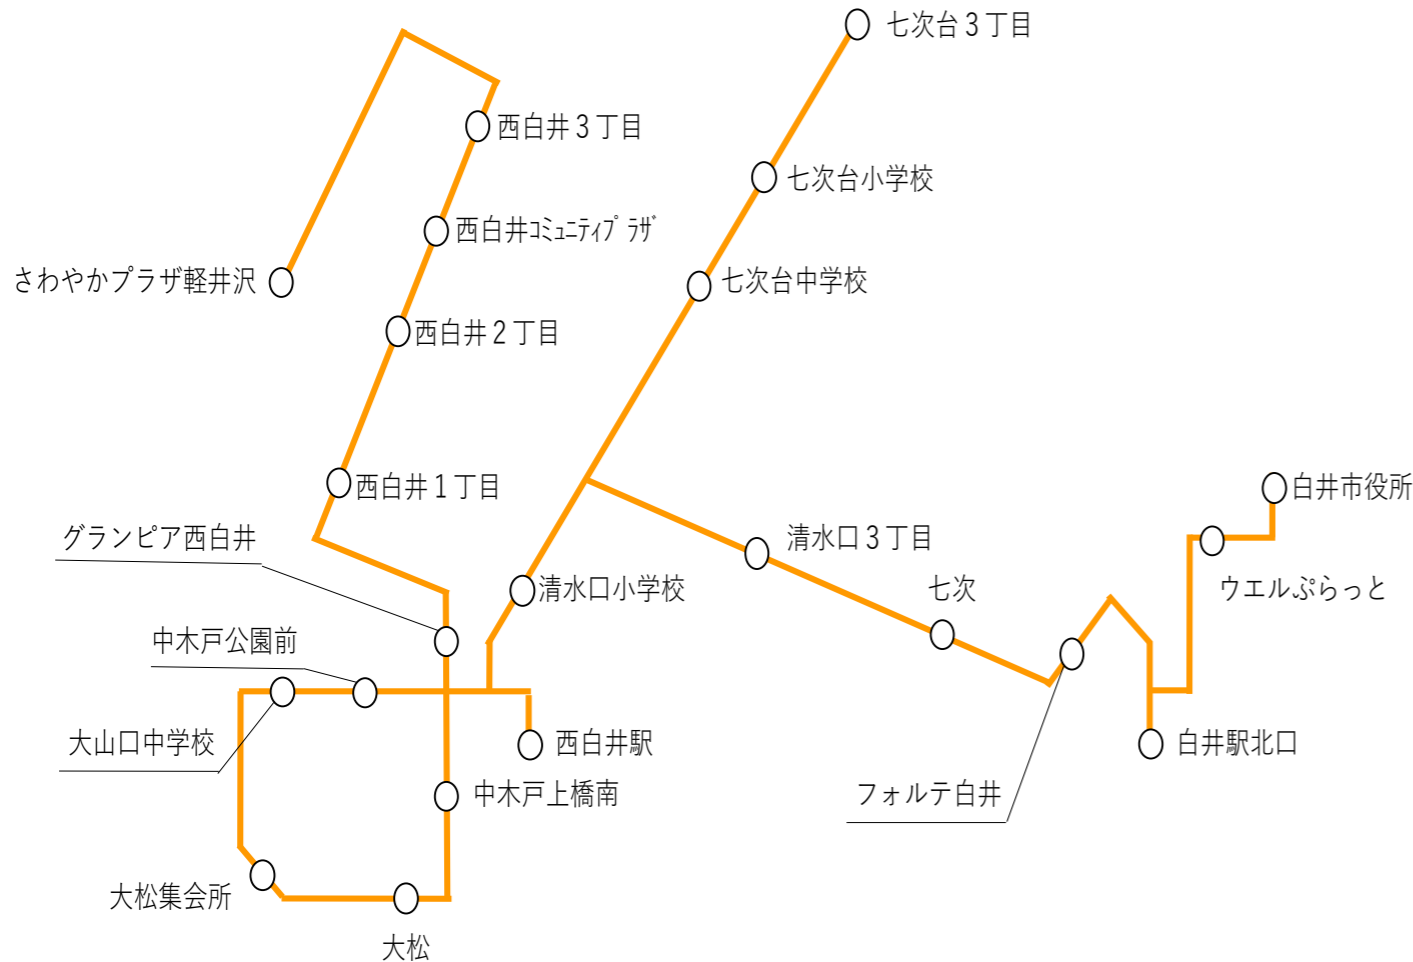 七次台３丁目
西白井３丁目
七次台小学校
西白井ｺﾐｭﾆﾃｨﾌﾟﾗｻﾞ
さわやかプラザ軽井沢
七次台中学校
西白井２丁目
西白井１丁目
白井市役所
グランピア西白井
清水口３丁目
清水口小学校
七次
ウエルぷらっと
中木戸公園前
大山口中学校
西白井駅
白井駅北口
中木戸上橋南
フォルテ白井
大松集会所
大松